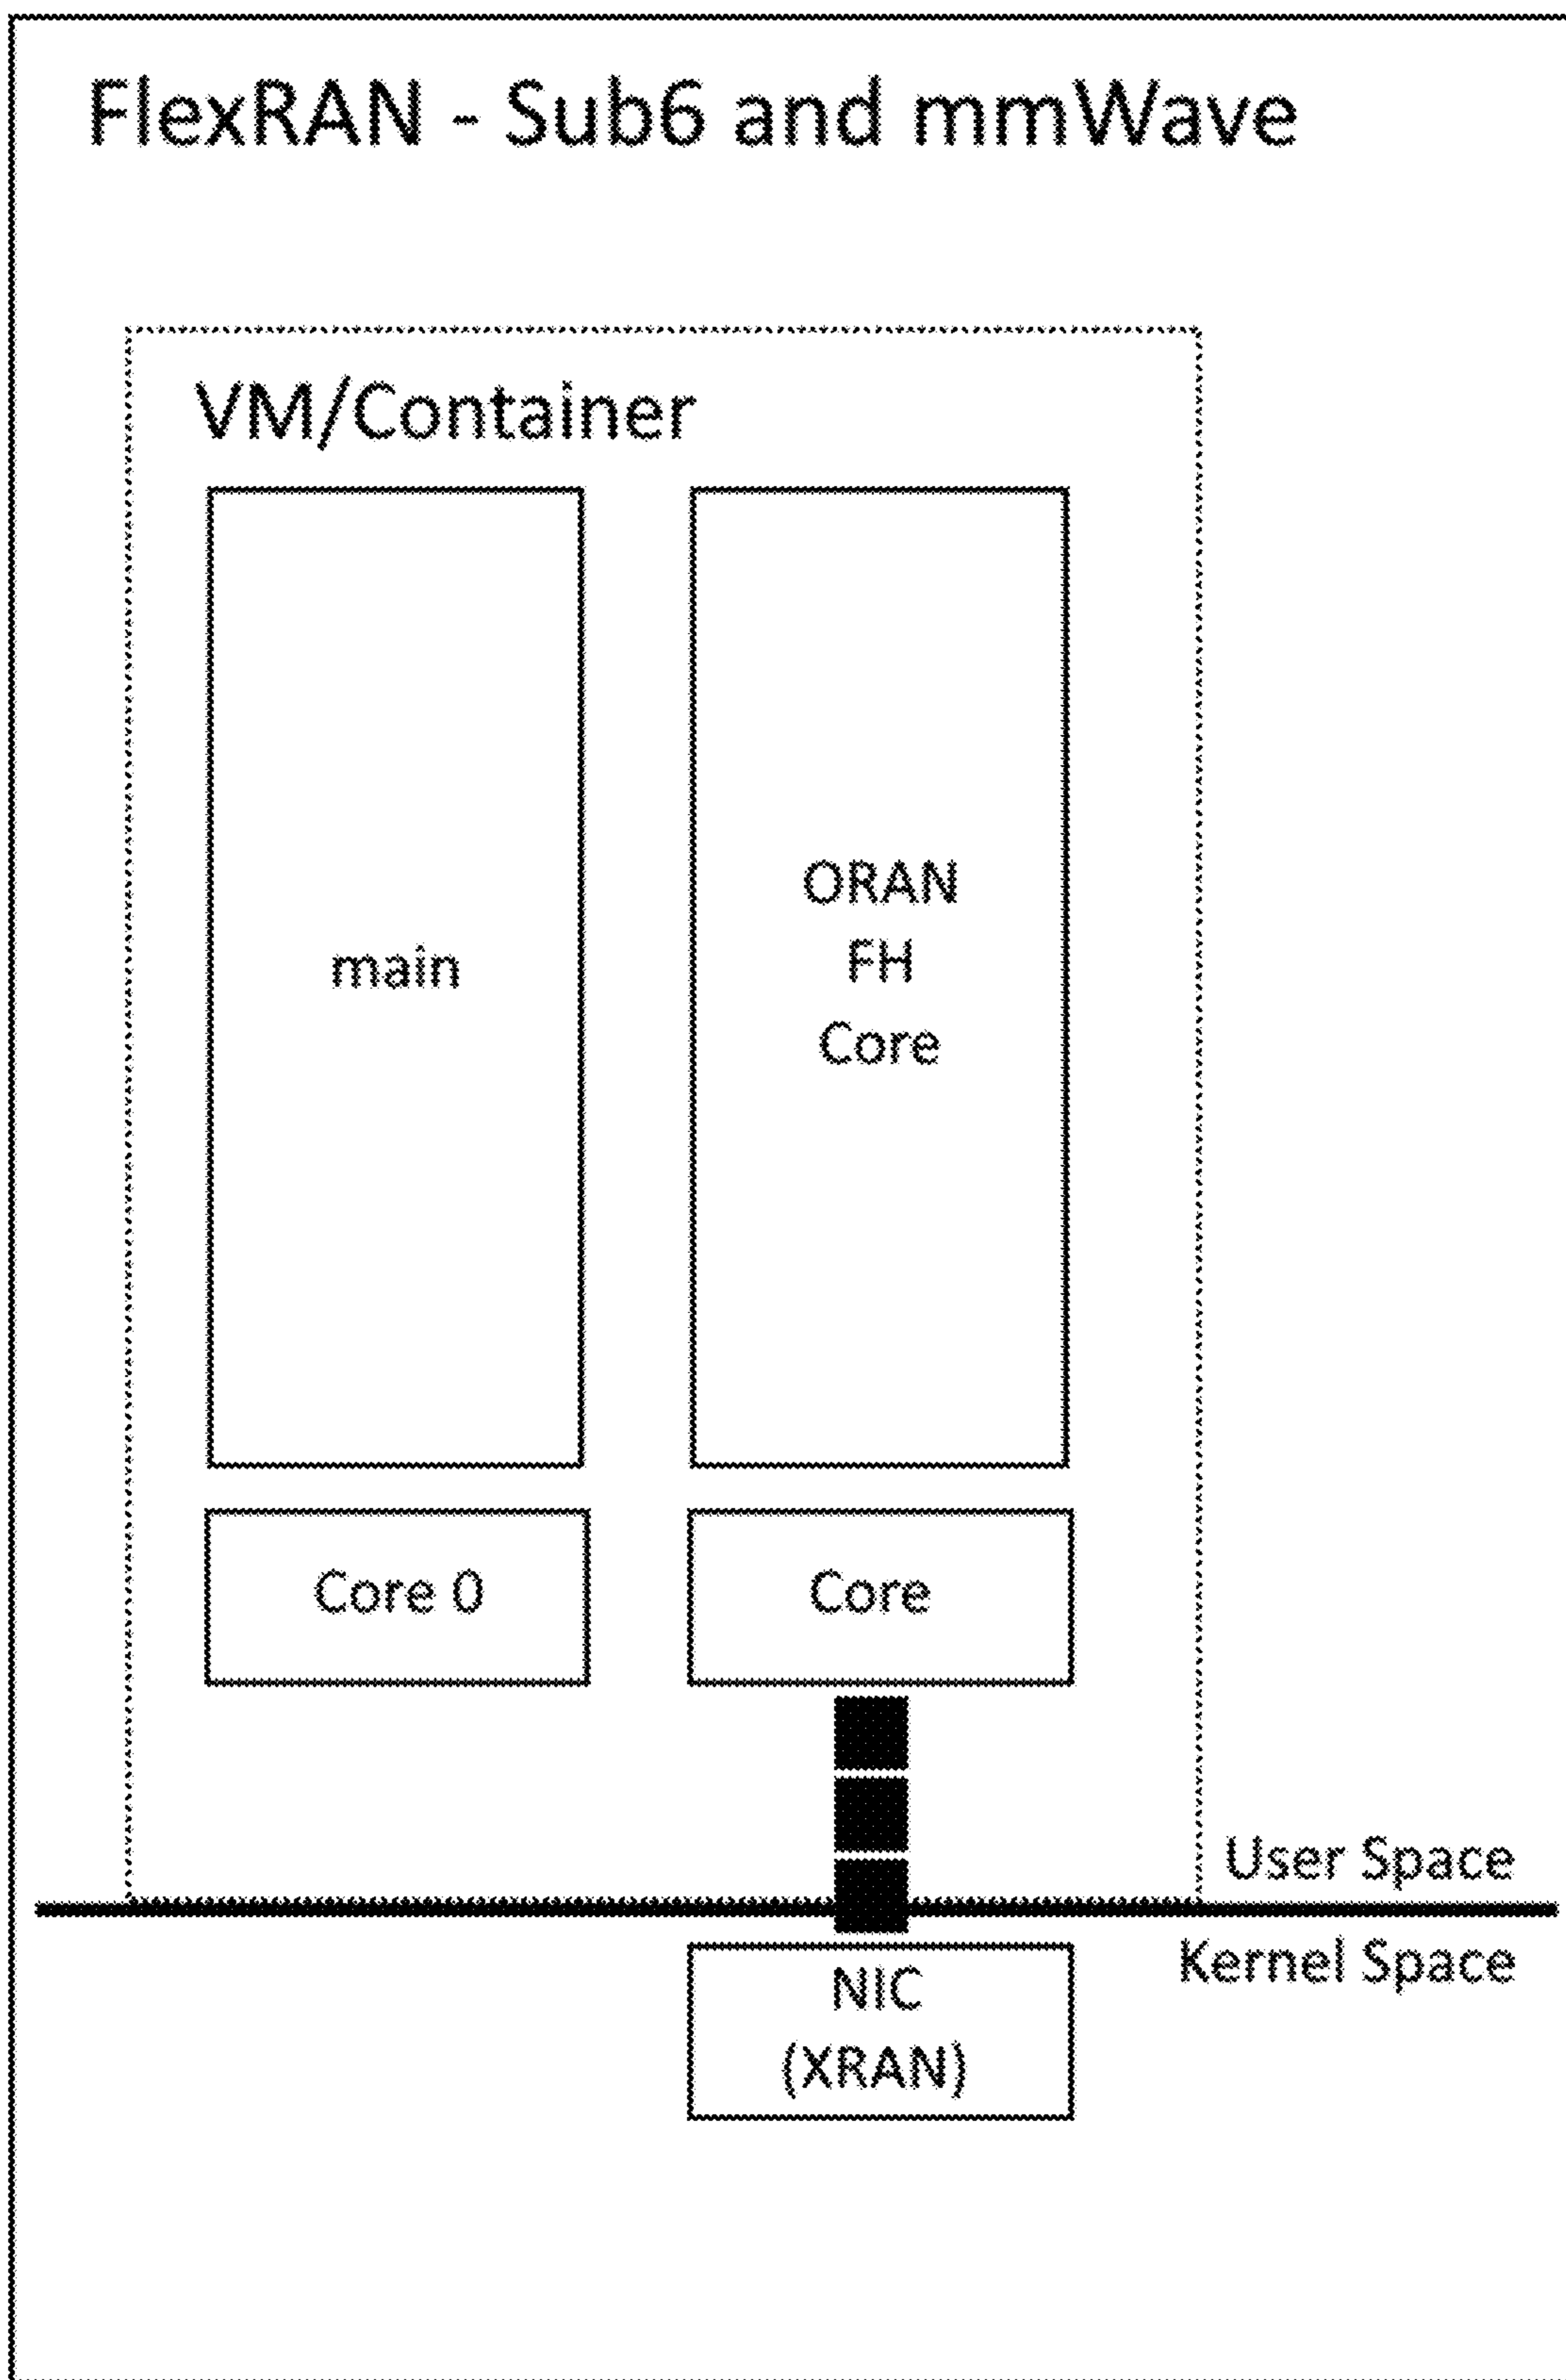 FlexRAN - Sub6 and mmWave
VM/Container
main
ORAN
FH
Core
Core 0
Core
User Space
Kernel Space
NIC
(XRAN)